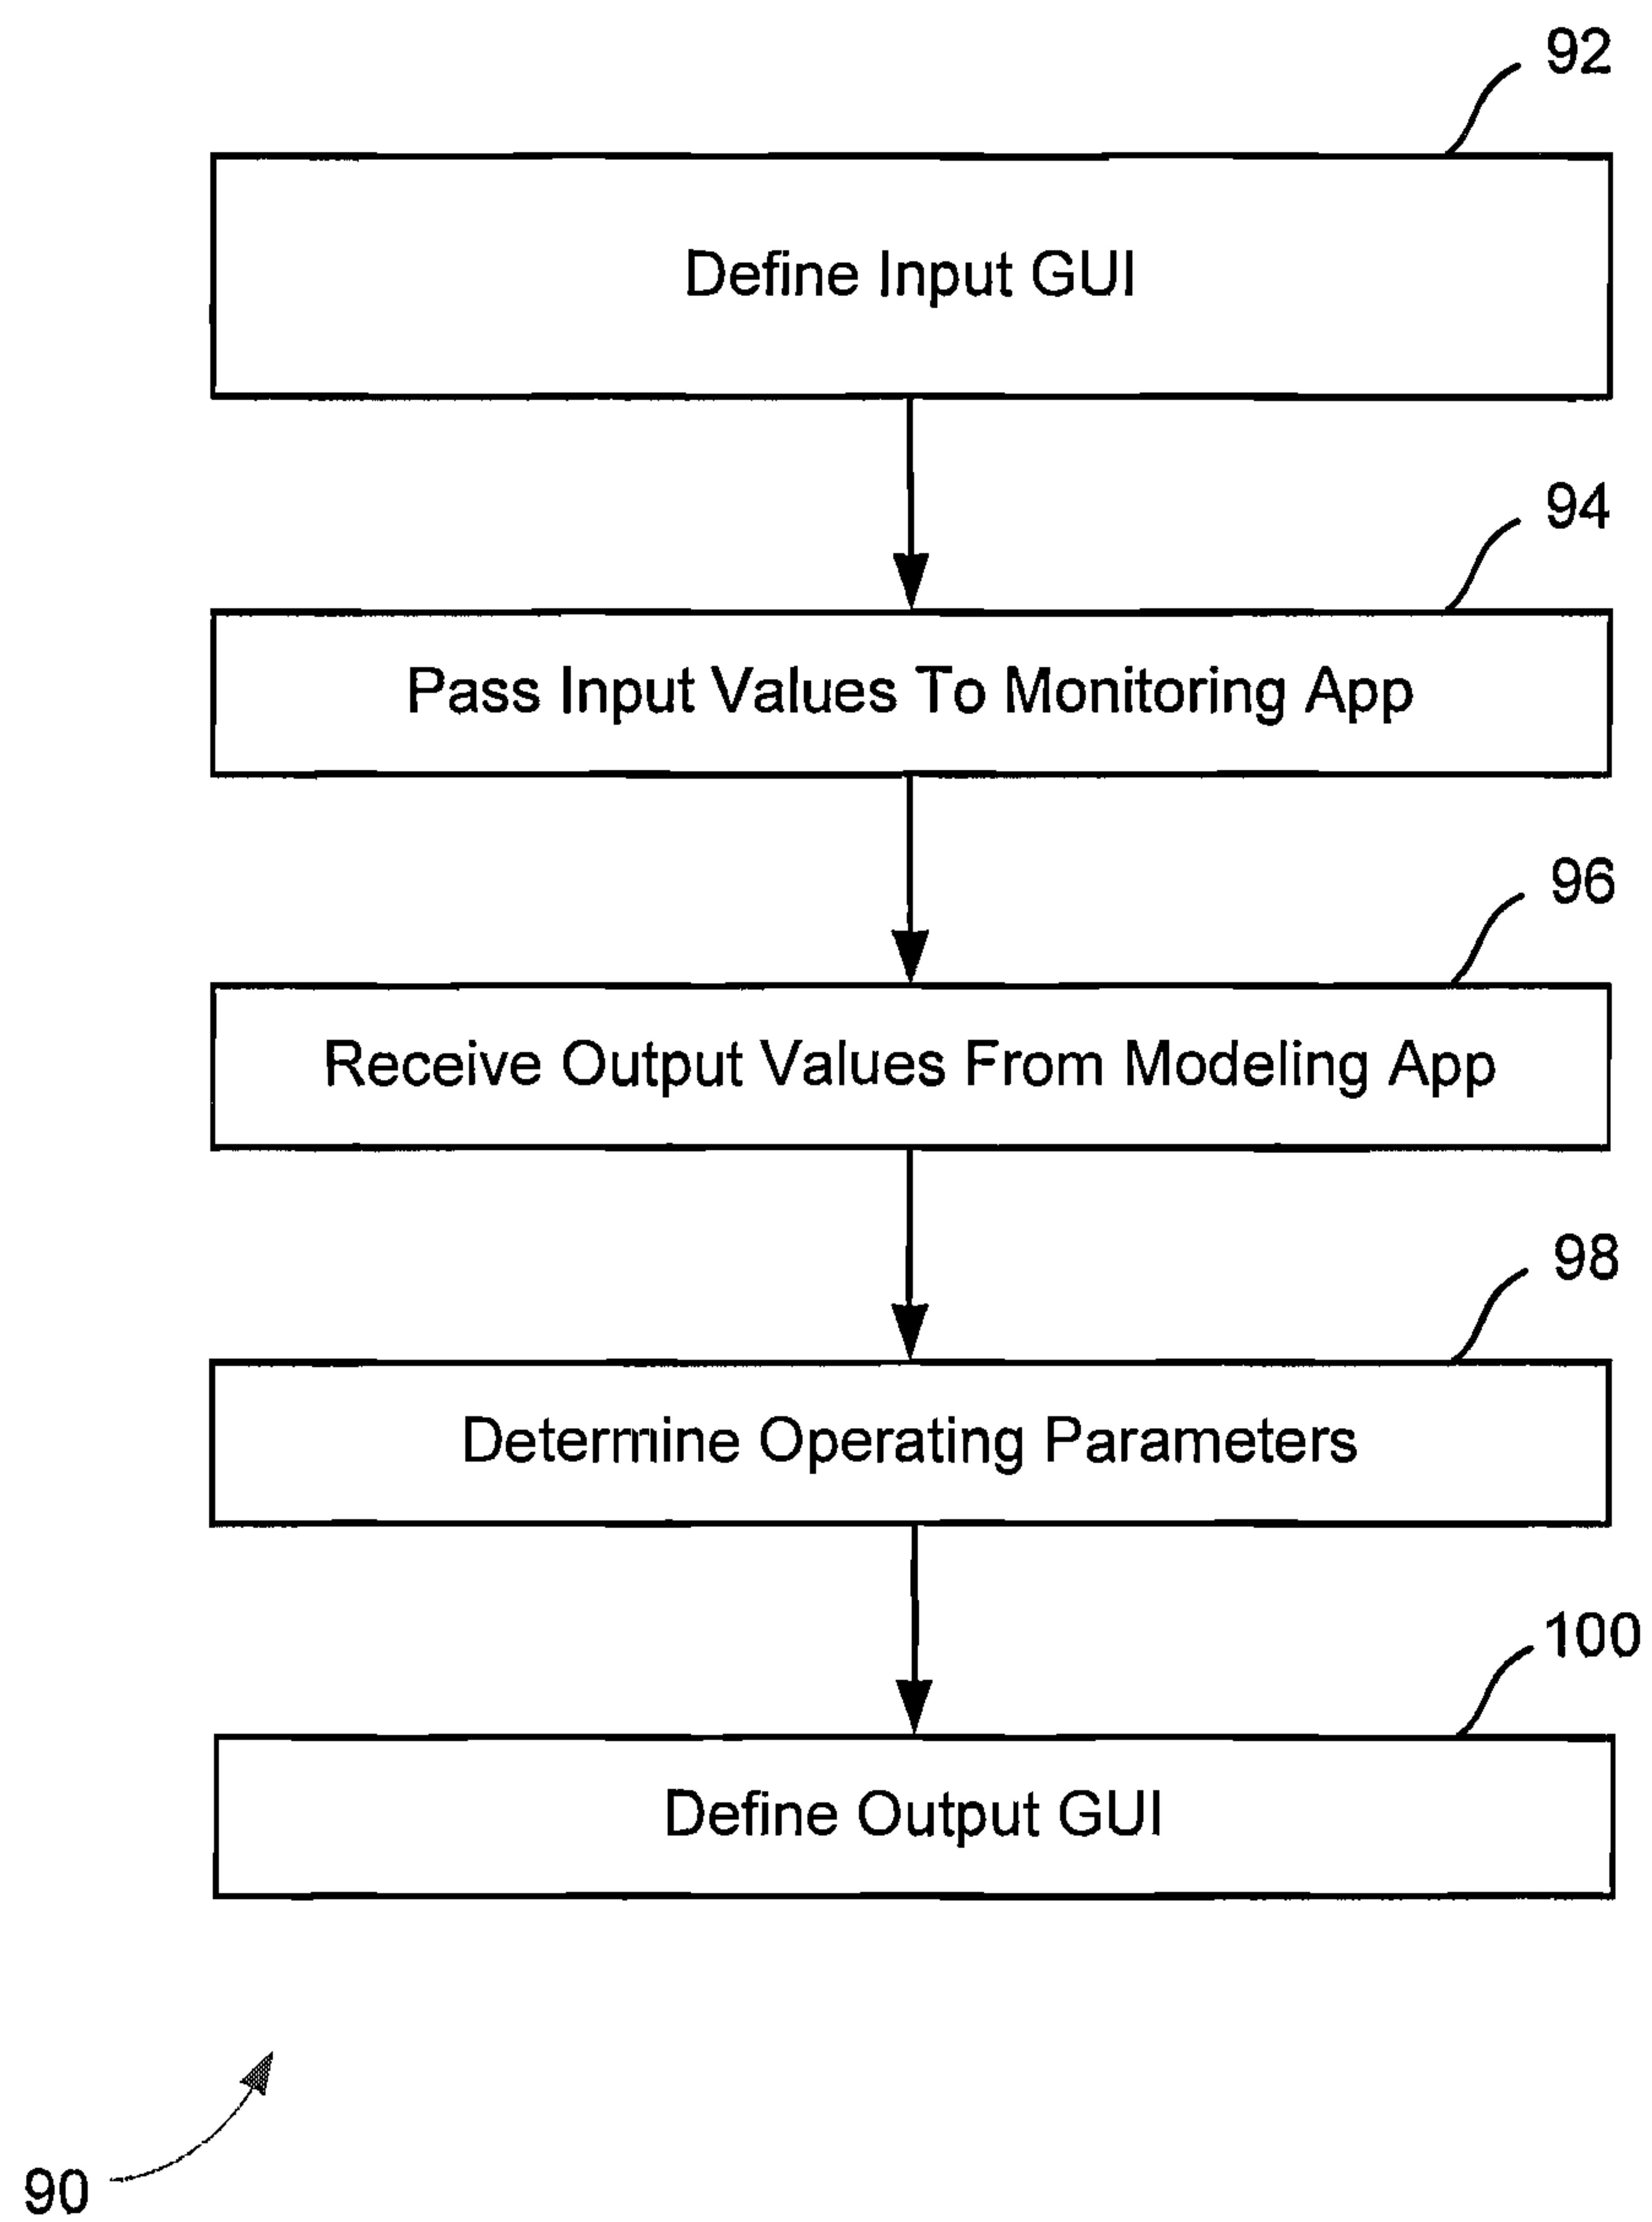 92
Define Input GUI
94
Pass Input Values To Monitoring App
96
Receive Output Values From Modeling App
98
Determine Operating Parameters
100
Define Output GUI
90